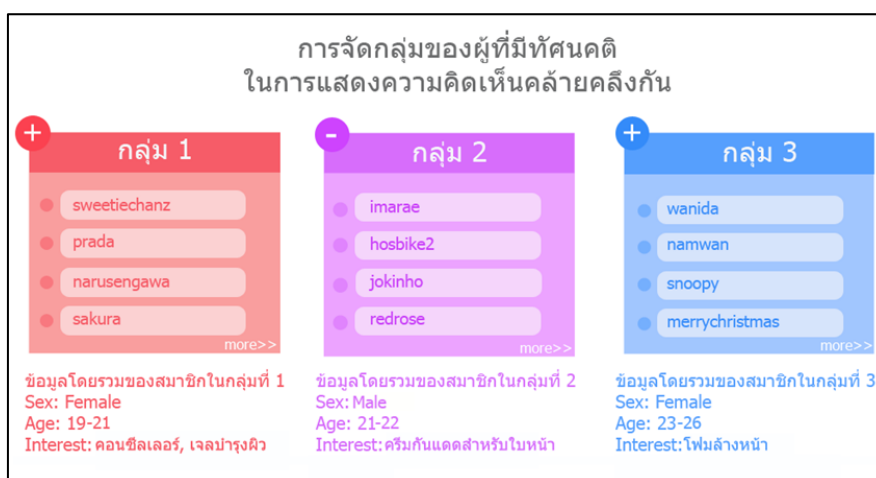 การจัดกลุ่มของผู้ที่มีทัศนคติ
ในการแสดงความคิดเห็นคล้ายคลึงกัน
+
กลุ่ม 1
sweetiechanz
prada
narusengawa
sakura
more>>
ข้อมูลโดยรวมของสมาชิกในกลุ่มที่ 1
Sex: Female
Age: 19-21
Interest: คอนซีลเลอร์, เจลบำรุงผิว
-
กลุ่ม 2
imarae
hosbike2
jokinho
redrose
more>>
ข้อมูลโดยรวมของสมาชิกในกลุ่มที่ 2
Sex: Male
Age: 21-22
Interest: ครีมกันแดดสำหรับใบหน้า
+
กลุ่ม 3
wanida
namwan
snoopy
merrychristmas
more>>
ข้อมูลโดยรวมของสมาชิกในกลุ่มที่ 3
Sex: Female
Age: 23-26
Interest: โฟมล้างหน้า